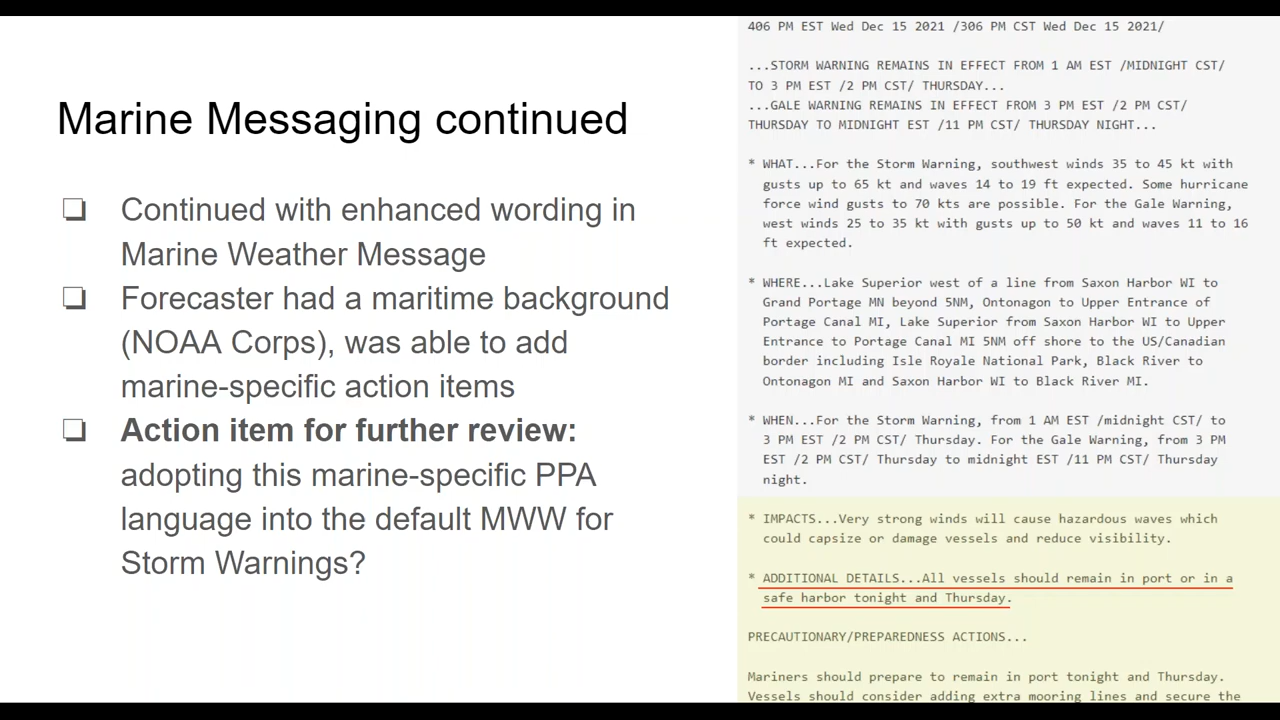 Marine Messaging continued
❏ Continued with enhanced wording in
Marine Weather Message
❏ Forecaster had a maritime background
(NOAA Corps), was able to add
marine-specific action items
❏ Action item for further review:
adopting this marine-specific PPA
language into the default MWW for
Storm Warnings?
406 PM EST Wed Dec 15 2021 /306 PM CST Wed Dec 15 2021/
...STORM WARNING REMAINS IN EFFECT FROM 1 AM EST /MIDNIGHT CST/
TO 3 PM EST /2 PM CST/ THURSDAY...
...GALE WARNING REMAINS IN EFFECT FROM 3 PM EST /2 PM CST/
THURSDAY TO MIDNIGHT EST /11 PM CST/ THURSDAY NIGHT...
* WHAT...For the Storm Warning, southwest winds 35 to 45 kt with
gusts up to 65 kt and waves 14 to 19 ft expected. Some hurricane
force wind gusts to 70 kts are possible. For the Gale Warning,
west winds 25 to 35 kt with gusts up to 50 kt and waves 11 to 16
ft expected.
* WHERE...Lake Superior west of a line from Saxon Harbor WI to
Grand Portage MN beyond 5NM, Ontonagon to Upper Entrance of
Portage Canal MI, Lake Superior from Saxon Harbor WI to Upper
Entrance to Portage Canal MI 5NM off shore to the US/Canadian
border including Isle Royale National Park, Black River to
Ontonagon MI and Saxon Harbor WI to Black River MI.
* WHEN...For the Storm Warning, from 1 AM EST /midnight CST/ to
3 PM EST /2 PM CST/ Thursday. For the Gale Warning, from 3 PM
EST /2 PM CST/ Thursday to midnight EST /11 PM CST/ Thursday
night.
* IMPACTS...Very strong winds will cause hazardous waves which
could capsize or damage vessels and reduce visibility.
* ADDITIONAL DETAILS...All vessels should remain in port or in a
safe harbor tonight and Thursday.
PRECAUTIONARY/PREPAREDNESS ACTIONS...
Mariners should prepare to remain in port tonight and Thursday.
Vessels should consider adding extra mooring lines and secure the